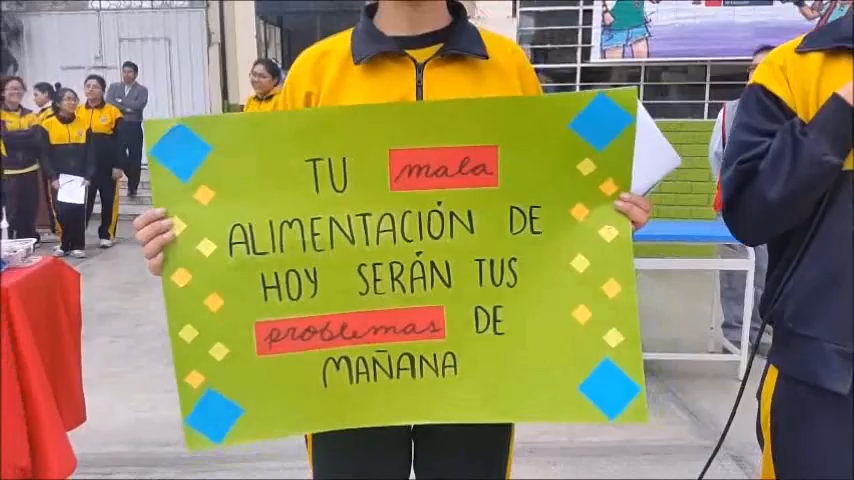 TU mala
ALIMENTACIÓN DE
HOY SERÁN TUS
problemas DE
MAÑANA